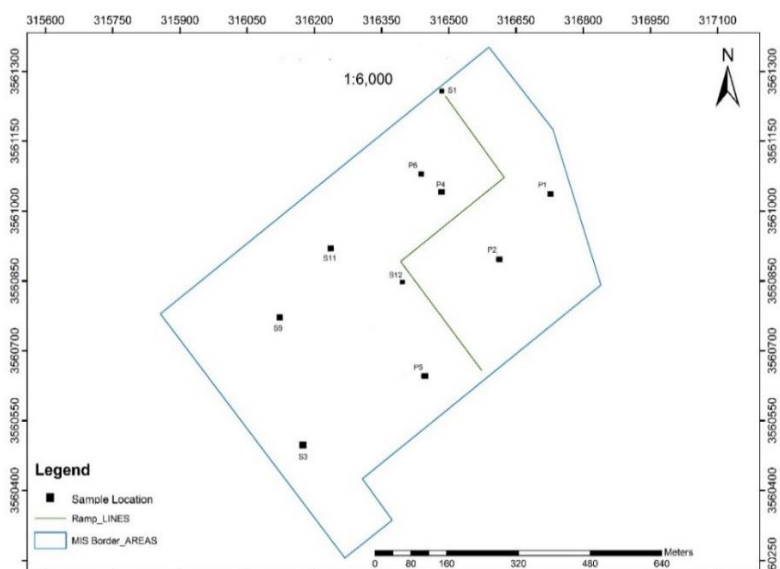 315600 315750 315900 316050 316200 316350 316500 316650 316800 316950 317100
3561300
3561150
3561000
3560850
3560700
3560550
3560400
60250
1:6,000
N
S1
P6
P4
P1
S11
P2
S12
S9
P5
S3
Legend
Sample Location
Ramp_LINES
MIS Border_AREAS
Meters
0 80 160 320 480 640